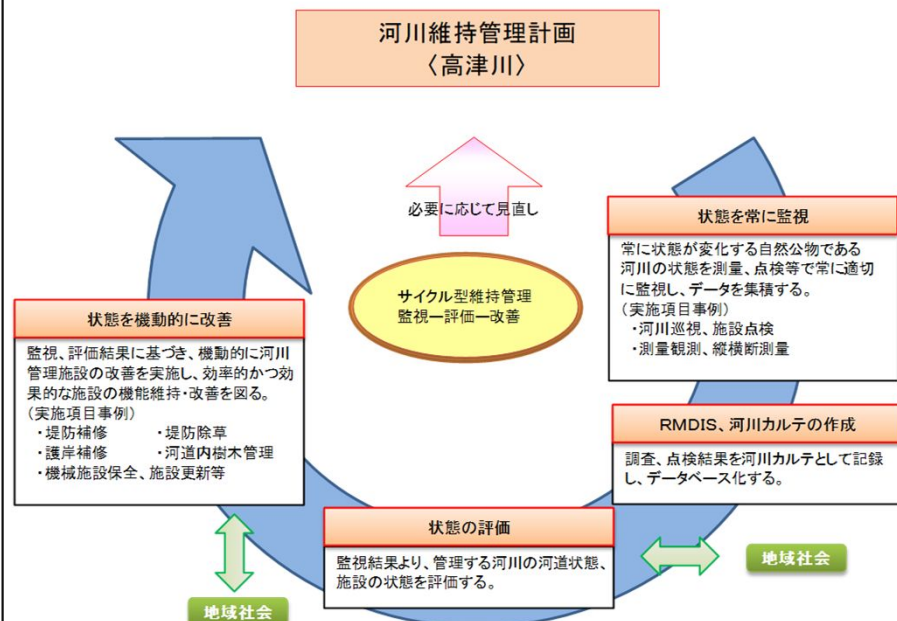 河川維持管理計画
〈高津川〉
必要に応じて見直し
サイクル型維持管理
監視ー評価ー改善
状態を常に監視
常に状態が変化する自然公物である
河川の状態を測量、点検等で常に適切
に監視し、データを集積する。
（実施項目事例）
・河川巡視、施設点検
・測量観測、縦横断測量
RMDIS、河川カルテの作成
調査、点検結果を河川カルテとして記録
し、データベース化する。
状態の評価
監視結果より、管理する河川の河道状態、
施設の状態を評価する。
地域社会
状態を機動的に改善
監視、評価結果に基づき、機動的に河川
管理施設の改善を実施し、効率的かつ効
果的な施設の機能維持・改善を図る。
（実施項目事例）
・堤防補修 ・堤防除草
・護岸補修 ・河道内樹木管理
・機械施設保全、施設更新等
地域社会